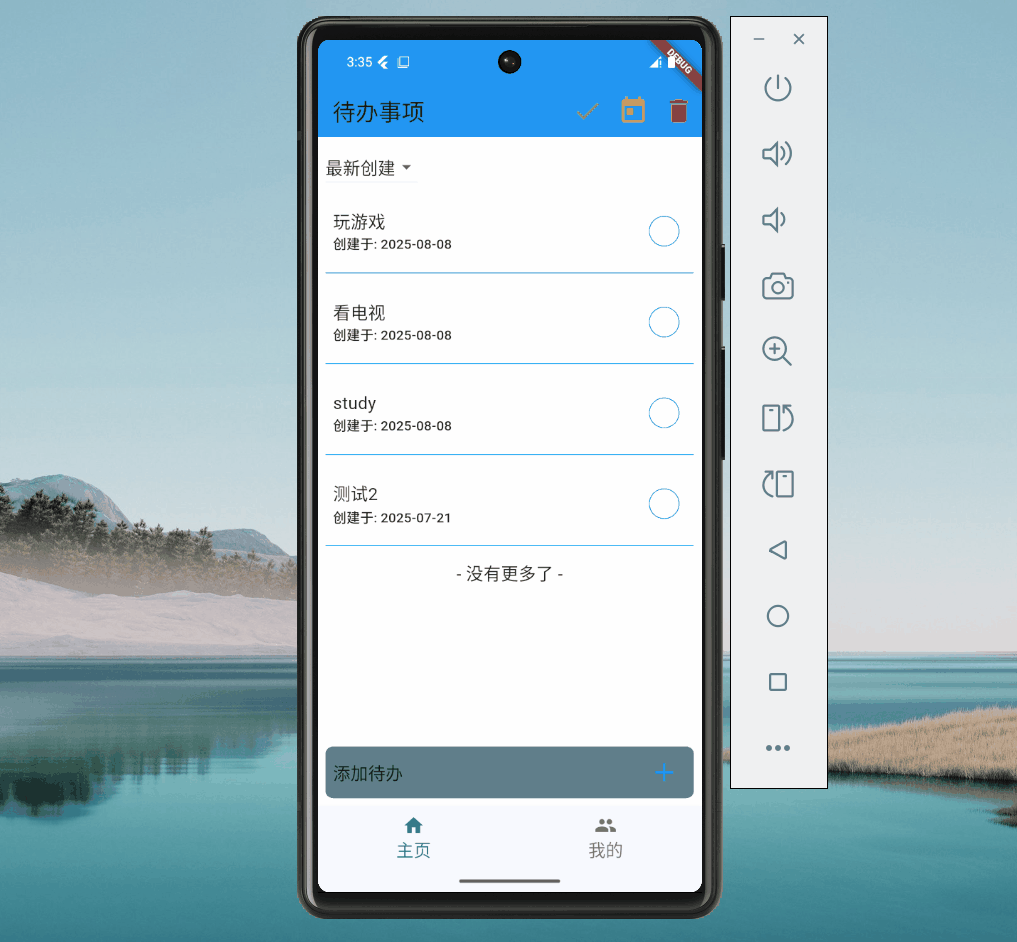 3:35
DEBUG
待办事项
最新创建
玩游戏
创建于: 2025-08-08
看电视
创建于: 2025-08-08
study
创建于: 2025-08-08
测试2
创建于: 2025-07-21
- 没有更多了 -
添加待办
主页
我的